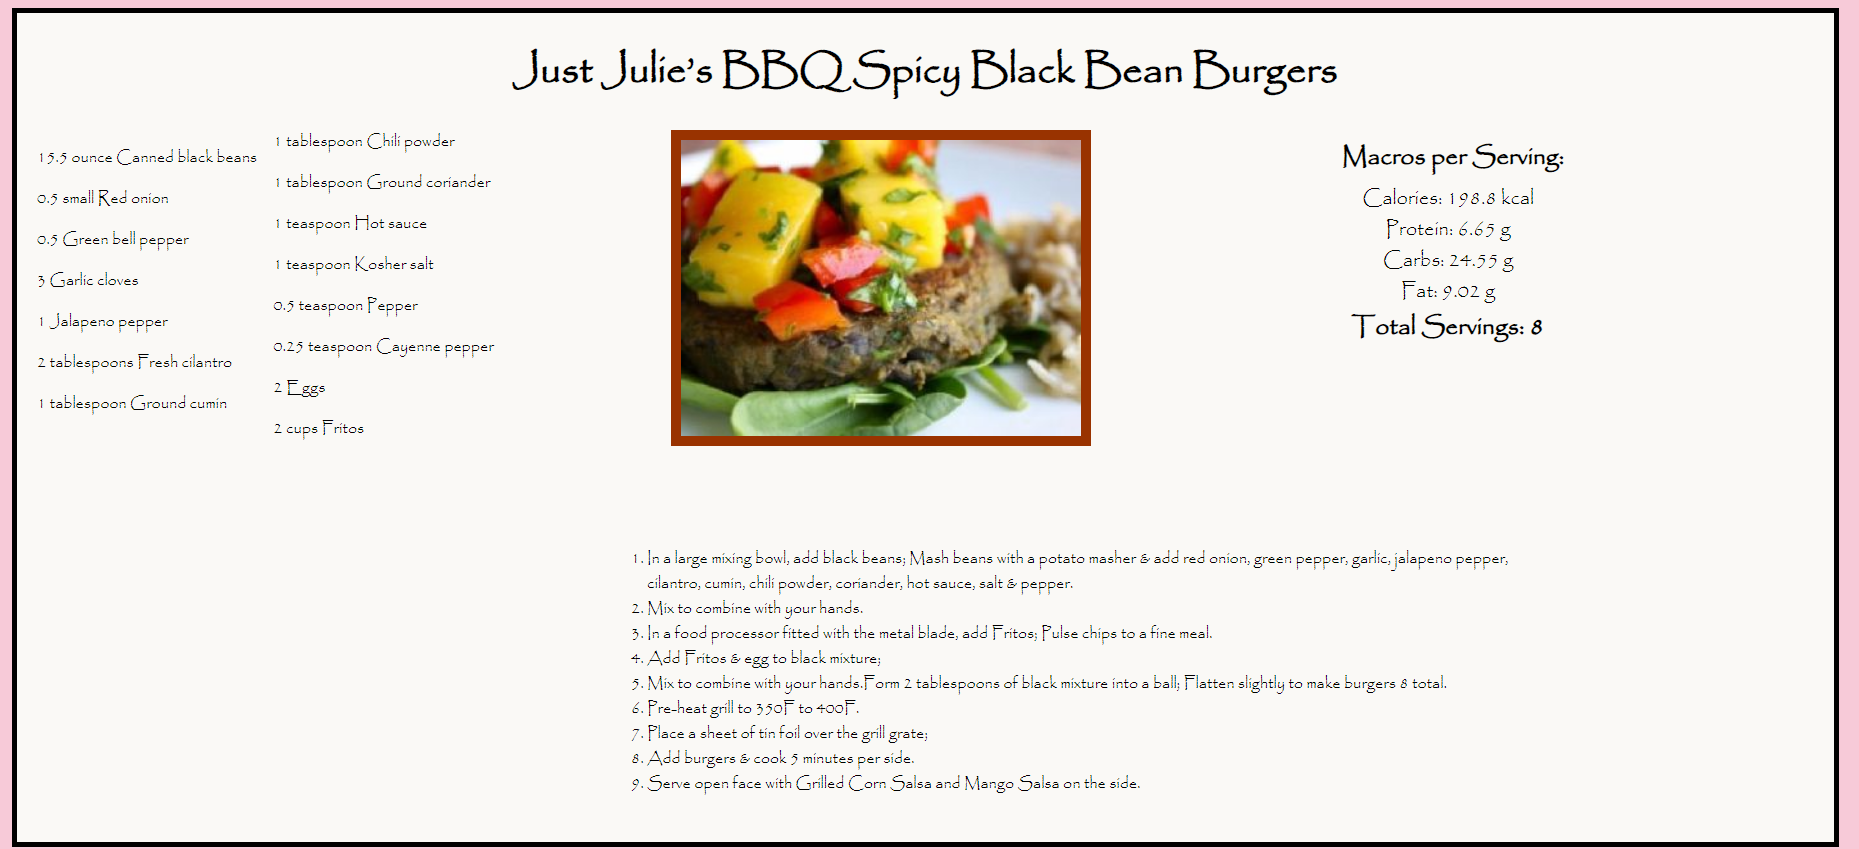 Just Julie's BBQ Spicy Black Bean Burgers
15.5 ounce Canned black beans
0.5 small Red onion
0.5 Green bell pepper
3 Garlic cloves
1 Jalapeno pepper
2 tablespoons Fresh cilantro
1 tablespoon Ground cumin
1 tablespoon Chili powder
1 tablespoon Ground coriander
1 teaspoon Hot sauce
1 teaspoon Kosher salt
0.5 teaspoon Pepper
0.25 teaspoon Cayenne pepper
2 Eggs
2 cups Fritos
Macros per Serving:
Calories: 198.8 kcal
Protein: 6.65 g
Carbs: 24.55 g
Fat: 9.02 g
Total Servings: 8
1. In a large mixing bowl, add black beans; Mash beans with a potato masher & add red onion, green pepper, garlic, jalapeno pepper,
cilantro, cumin, chili powder, coriander, hot sauce, salt & pepper.
2. Mix to combine with your hands.
3. In a food processor fitted with the metal blade, add Fritos; Pulse chips to a fine meal.
4. Add Fritos & egg to black mixture;
5. Mix to combine with your hands.Form 2 tablespoons of black mixture into a ball; Flatten slightly to make burgers 8 total.
6. Pre-heat grill to 350F to 400F.
7. Place a sheet of tin foil over the grill grate;
8. Add burgers & cook 5 minutes per side.
9. Serve open face with Grilled Corn Salsa and Mango Salsa on the side.